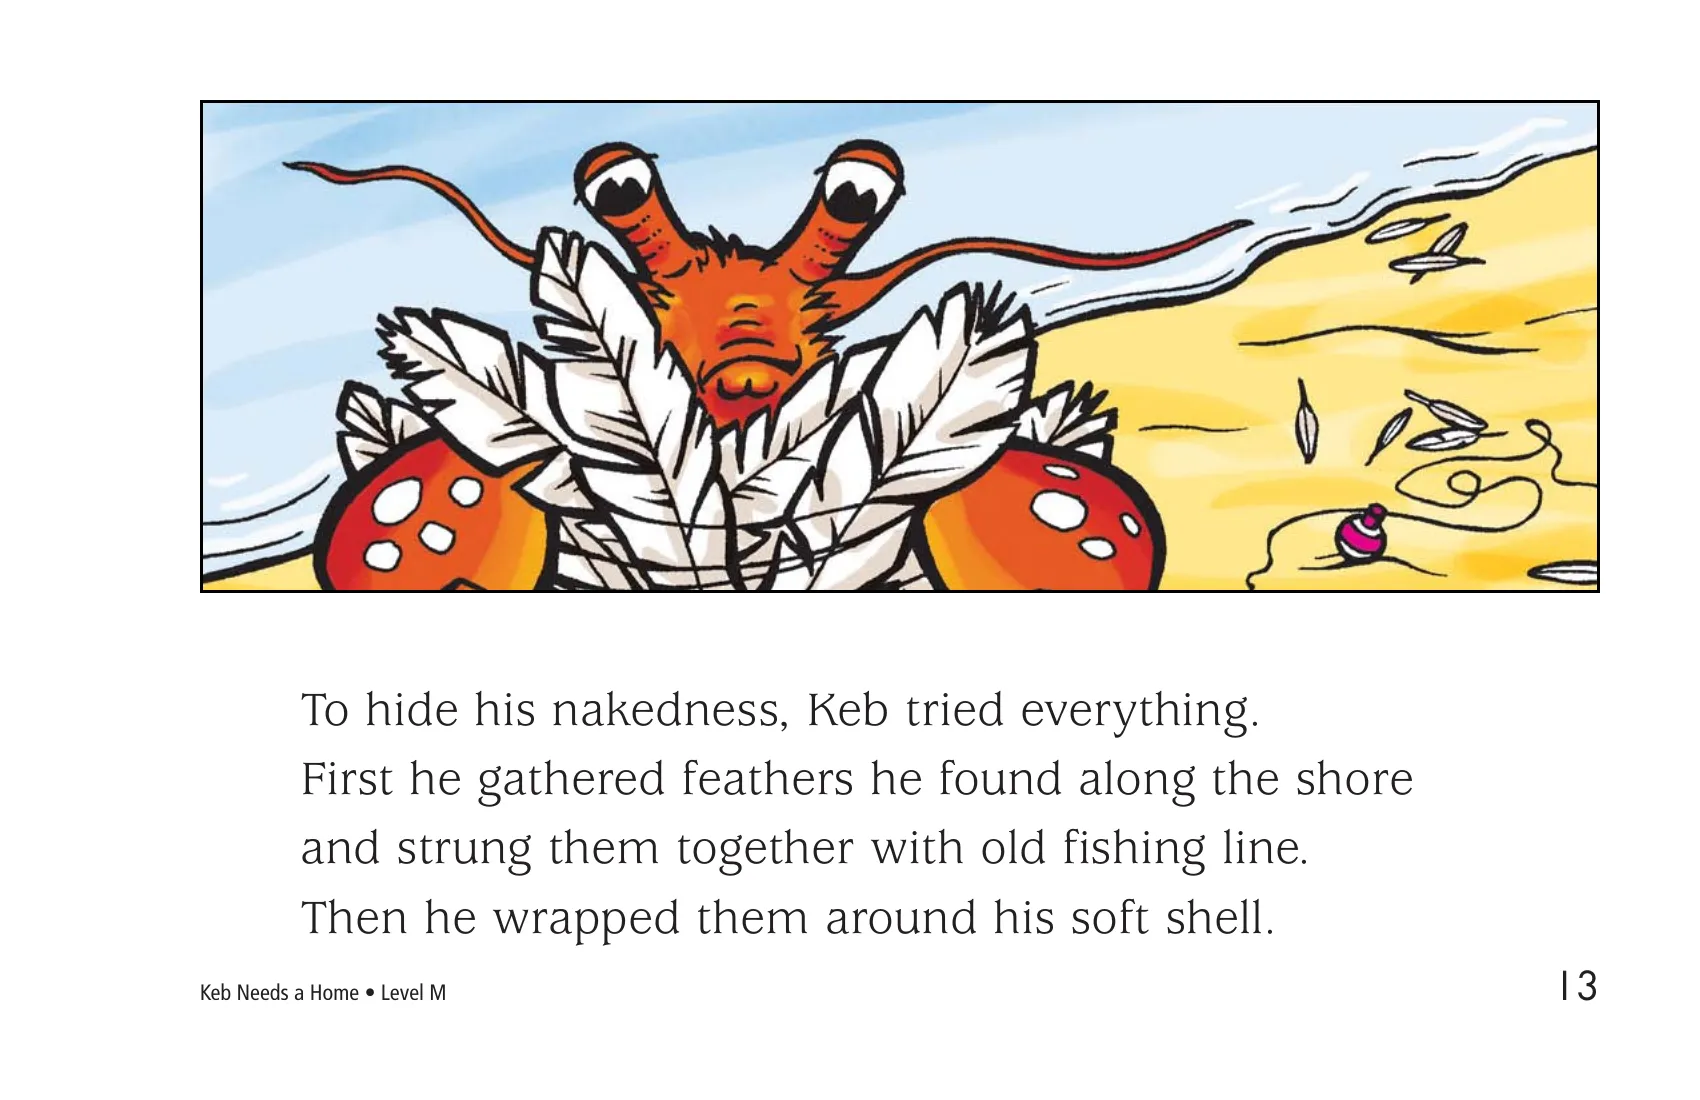 To hide his nakedness, Keb tried everything.
First he gathered feathers he found along the shore
and strung them together with old fishing line.
Then he wrapped them around his soft shell.
Keb Needs a Home • Level M
13